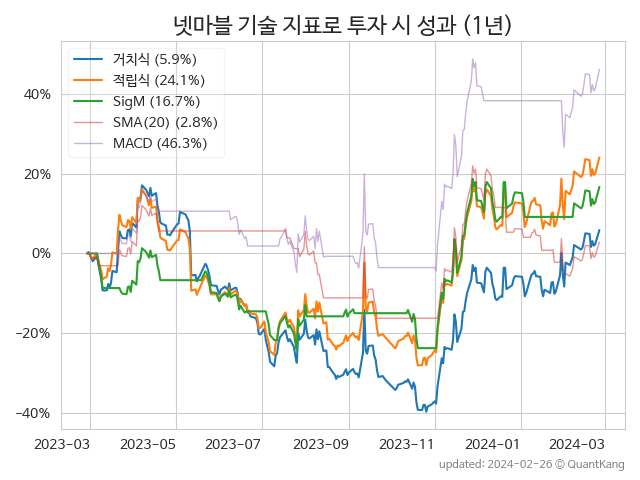 넷마블 기술 지표로 투자 시 성과 (1년)
거치식 (5.9%)
적립식 (24.1%)
SigM (16.7%)
SMA(20) (2.8%)
MACD (46.3%)
40%
20%
0%
−20%
−40%
2023-03 2023-05 2023-07 2023-09 2023-11 2024-01 2024-03
updated: 2024-02-26 © QuantKang